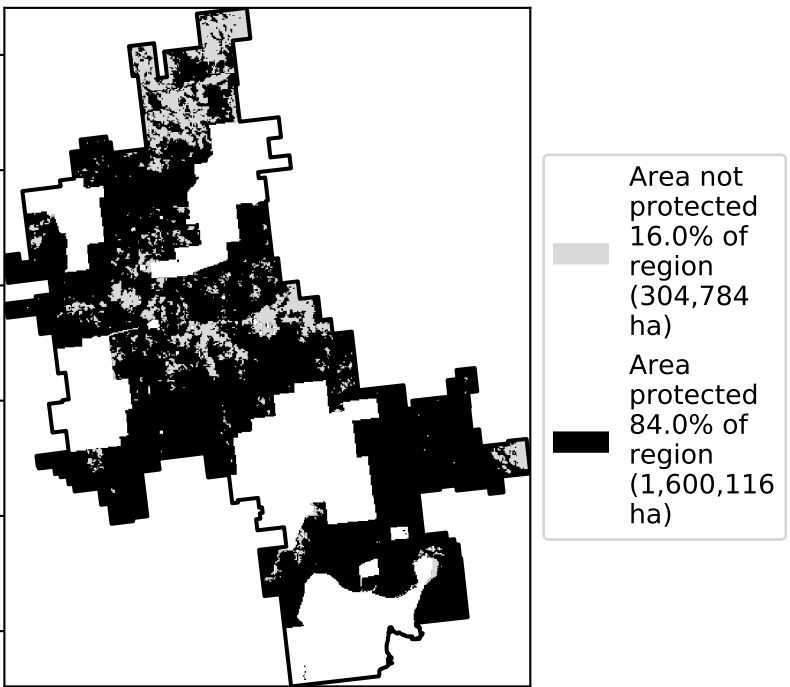 Area not
protected
16.0% of
region
(304,784
ha)
Area
protected
84.0% of
region
(1,600,116
ha)